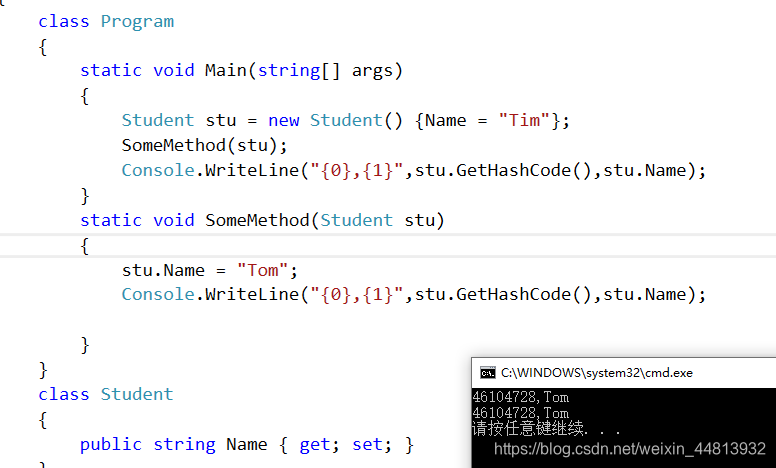 class Program
{
static void Main(string[] args)
{
Student stu = new Student() {Name = "Tim"};
SomeMethod(stu);
Console.WriteLine("{0},{1}",stu.GetHashCode(),stu.Name);
}
static void SomeMethod(Student stu)
{
stu.Name = "Tom";
Console.WriteLine("{0},{1}",stu.GetHashCode(),stu.Name);
}
}
class Student
{
public string Name { get; set; }
C:\WINDOWS\system32\cmd.exe
46104728,Tom
46104728,Tom
请按任意键继续. . .
https://blog.csdn.net/weixin_44813932